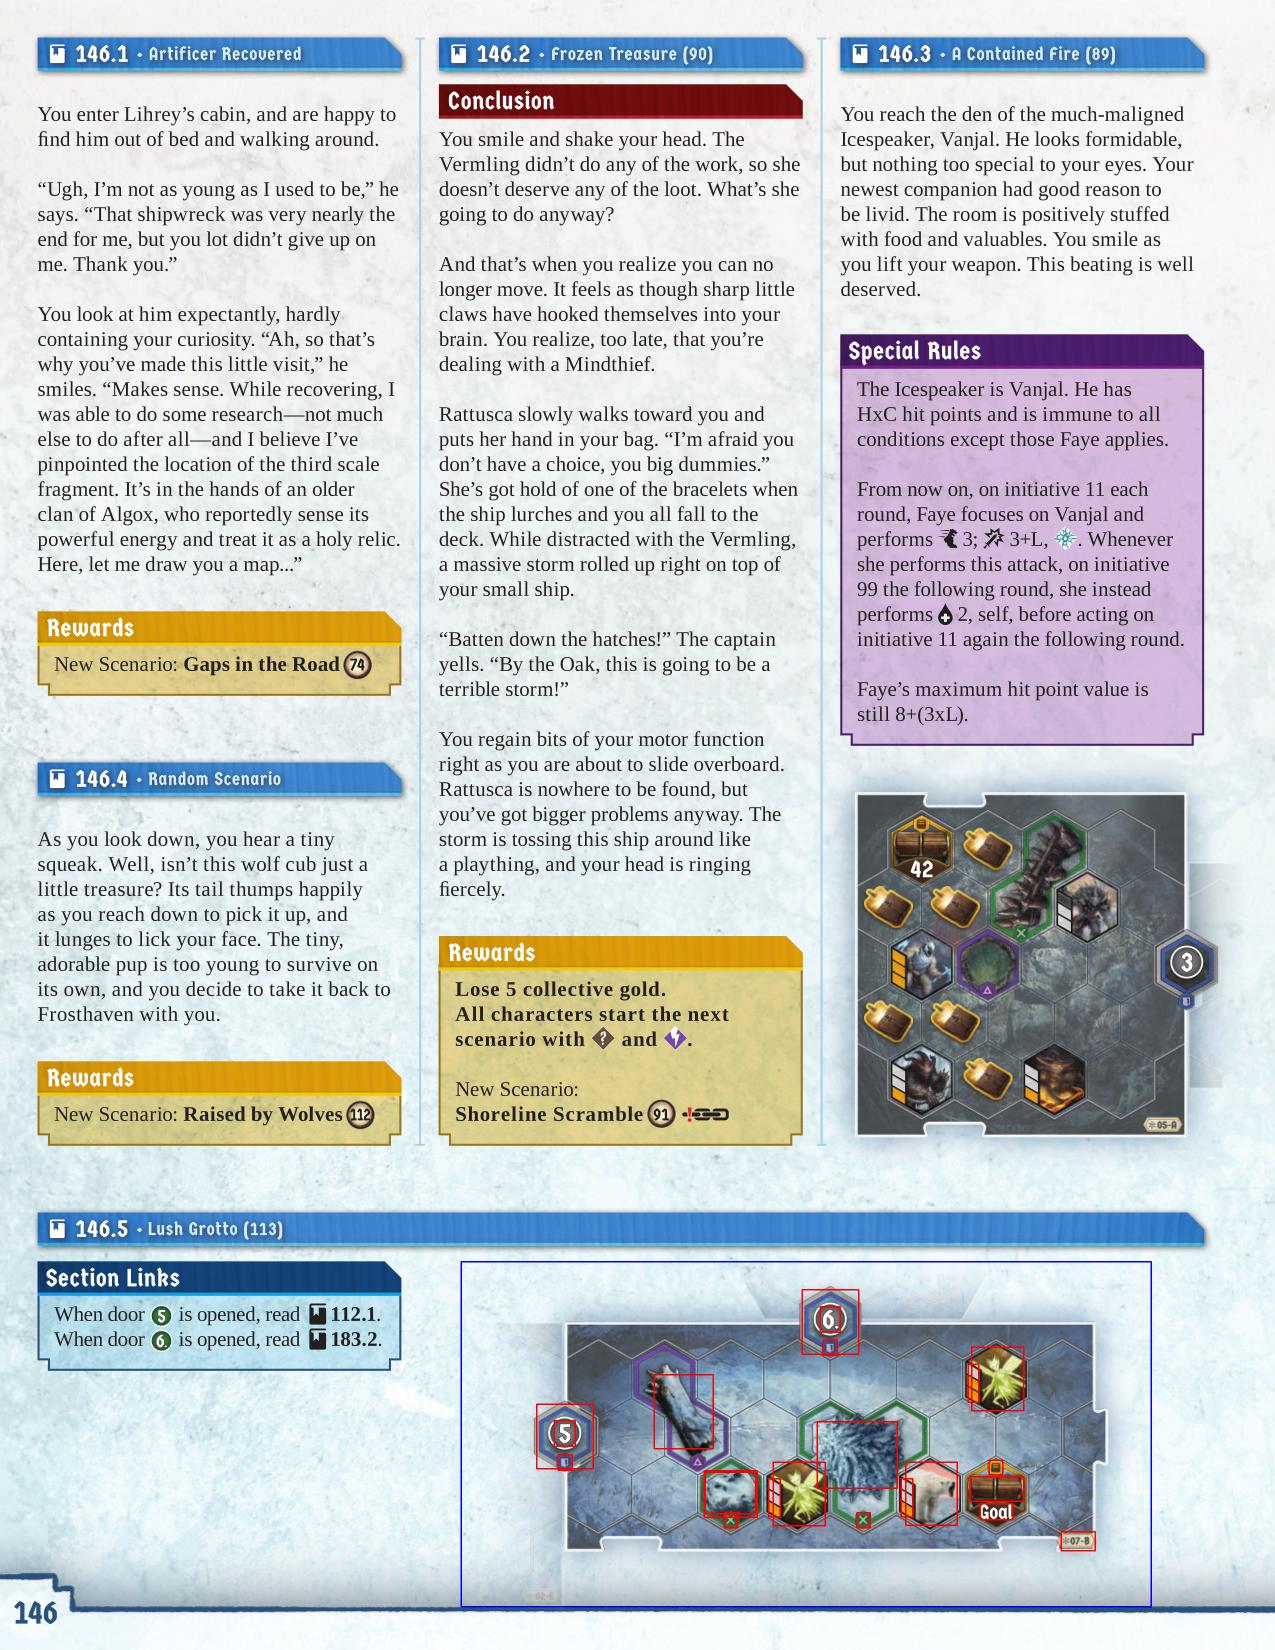 146.1 • Artificer Recovered
You enter Lihrey’s cabin, and are happy to
find him out of bed and walking around.
“Ugh, I’m not as young as I used to be,” he
says. “That shipwreck was very nearly the
end for me, but you lot didn’t give up on
me. Thank you.”
You look at him expectantly, hardly
containing your curiosity. “Ah, so that’s
why you’ve made this little visit,” he
smiles. “Makes sense. While recovering, I
was able to do some research—not much
else to do after all—and I believe I’ve
pinpointed the location of the third scale
fragment. It’s in the hands of an older
clan of Algox, who reportedly sense its
powerful energy and treat it as a holy relic.
Here, let me draw you a map...”
Rewards
New Scenario: Gaps in the Road 74
146.4 • Random Scenario
As you look down, you hear a tiny
squeak. Well, isn’t this wolf cub just a
little treasure? Its tail thumps happily
as you reach down to pick it up, and
it lunges to lick your face. The tiny,
adorable pup is too young to survive on
its own, and you decide to take it back to
Frosthaven with you.
Rewards
New Scenario: Raised by Wolves 112
146.2 • Frozen Treasure (90)
Conclusion
You smile and shake your head. The
Vermling didn’t do any of the work, so she
doesn’t deserve any of the loot. What’s she
going to do anyway?
And that’s when you realize you can no
longer move. It feels as though sharp little
claws have hooked themselves into your
brain. You realize, too late, that you’re
dealing with a Mindthief.
Rattusca slowly walks toward you and
puts her hand in your bag. “I’m afraid you
don’t have a choice, you big dummies.”
She’s got hold of one of the bracelets when
the ship lurches and you all fall to the
deck. While distracted with the Vermling,
a massive storm rolled up right on top of
your small ship.
“Batten down the hatches!” The captain
yells. “By the Oak, this is going to be a
terrible storm!”
You regain bits of your motor function
right as you are about to slide overboard.
Rattusca is nowhere to be found, but
you’ve got bigger problems anyway. The
storm is tossing this ship around like
a plaything, and your head is ringing
fiercely.
Rewards
Lose 5 collective gold.
All characters start the next
scenario with ? and .
New Scenario:
Shoreline Scramble 91 !
146.3 • A Contained Fire (89)
You reach the den of the much-maligned
Icespeaker, Vanjal. He looks formidable,
but nothing too special to your eyes. Your
newest companion had good reason to
be livid. The room is positively stuffed
with food and valuables. You smile as
you lift your weapon. This beating is well
deserved.
Special Rules
The Icespeaker is Vanjal. He has
HxC hit points and is immune to all
conditions except those Faye applies.
From now on, on initiative 11 each
round, Faye focuses on Vanjal and
performs 3; 3+L, . Whenever
she performs this attack, on initiative
99 the following round, she instead
performs 2, self, before acting on
initiative 11 again the following round.
Faye’s maximum hit point value is
still 8+(3xL).
42
3
05-A
146.5 • Lush Grotto (113)
Section Links
When door 5 is opened, read 112.1.
When door 6. is opened, read 183.2.
6.
5
Goal
07-B
02-E
146